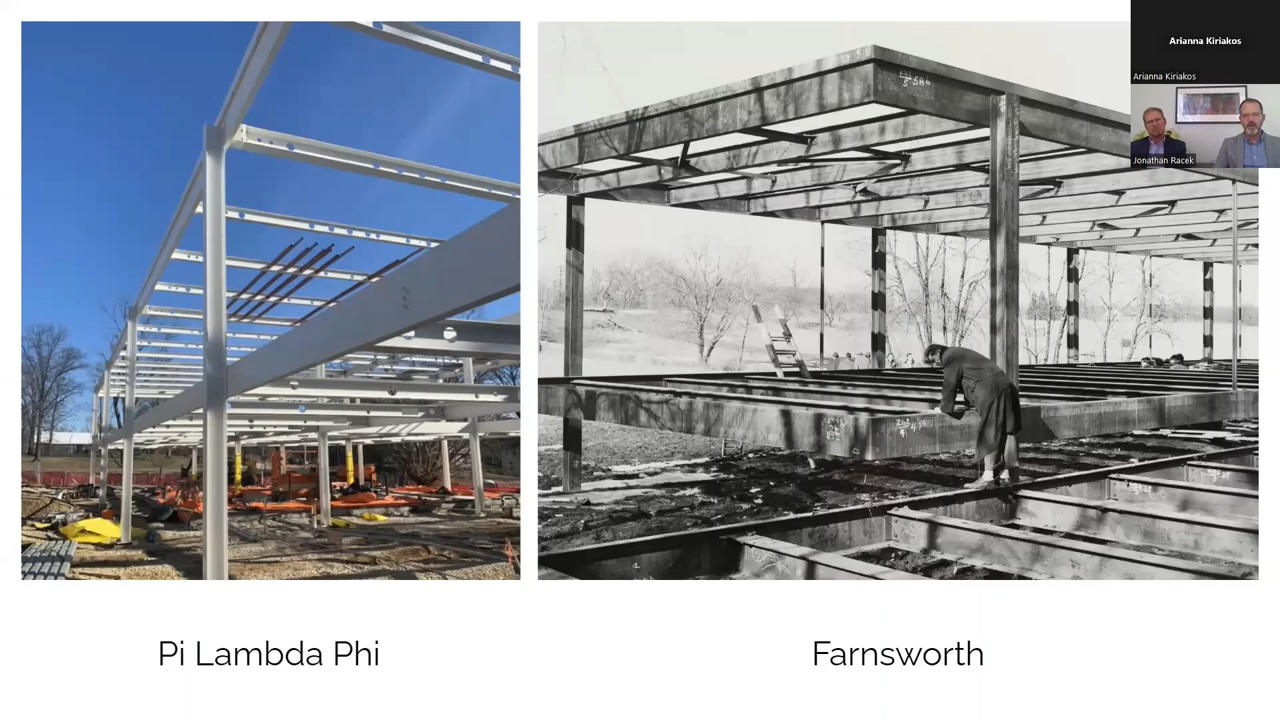 Arianna Kiriakos
Arianna Kiriakos
Jonathan Racek
Pi Lambda Phi
Farnsworth